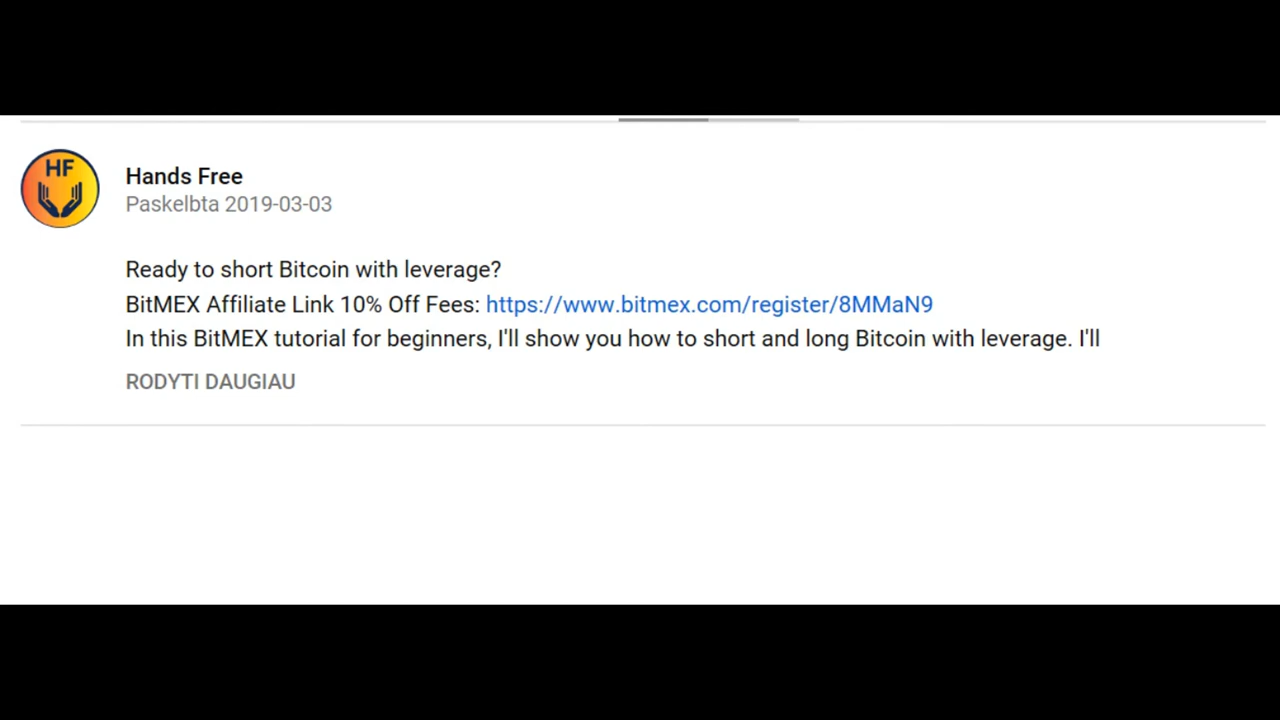 HF
Hands Free
Paskelbta 2019-03-03
Ready to short Bitcoin with leverage?
BitMEX Affiliate Link 10% Off Fees: https://www.bitmex.com/register/8MMaN9
In this BitMEX tutorial for beginners, I'll show you how to short and long Bitcoin with leverage. I'll
RODYTI DAUGIAU